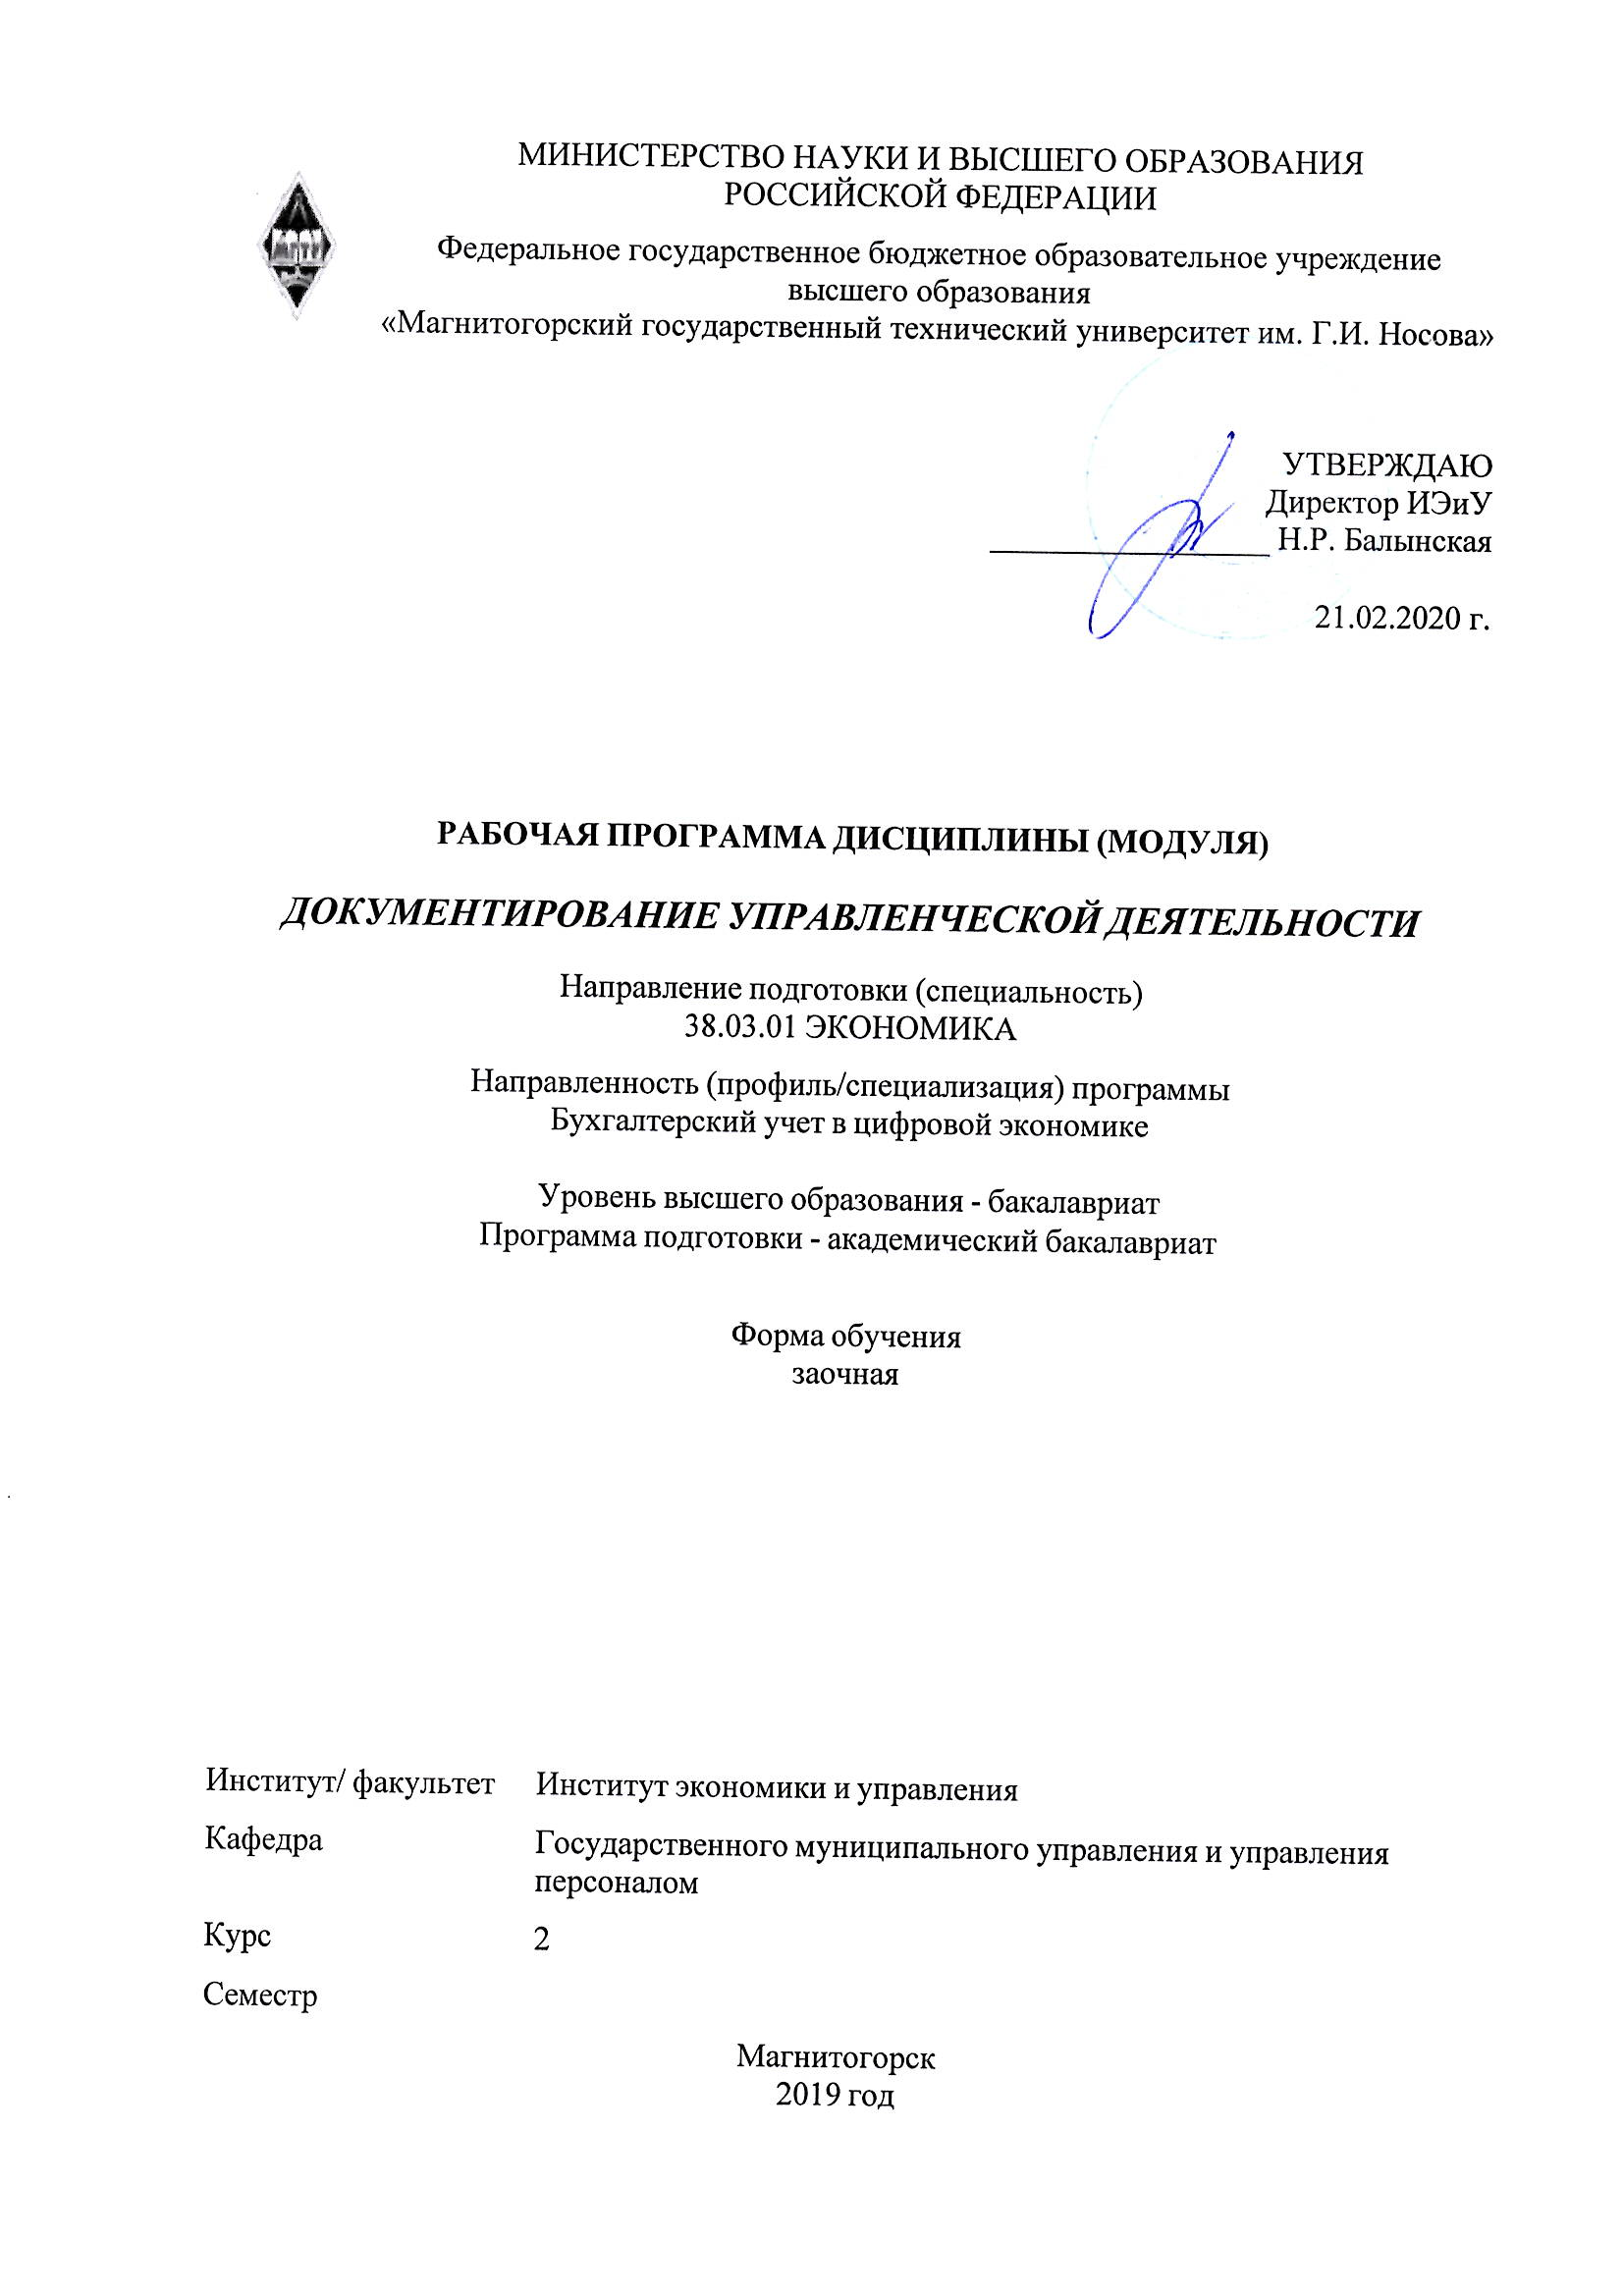 МИНИСТЕРСТВО НАУКИ И ВЫСШЕГО ОБРАЗОВАНИЯ
РОССИЙСКОЙ ФЕДЕРАЦИИ
Федеральное государственное бюджетное образовательное учреждение
высшего образования
«Магнитогорский государственный технический университет им. Г.И. Носова»
УТВЕРЖДАЮ
Директор ИЭиУ
Н.Р. Балынская
21.02.2020 г.
РАБОЧАЯ ПРОГРАММА ДИСЦИПЛИНЫ (МОДУЛЯ)
ДОКУМЕНТИРОВАНИЕ УПРАВЛЕНЧЕСКОЙ ДЕЯТЕЛЬНОСТИ
Направление подготовки (специальность)
38.03.01 ЭКОНОМИКА
Направленность (профиль/специализация) программы
Бухгалтерский учет в цифровой экономике
Уровень высшего образования - бакалавриат
Программа подготовки - академический бакалавриат
Форма обучения
заочная
Институт/ факультет Институт экономики и управления
Кафедра Государственного муниципального управления и управления
персоналом
Курс 2
Семестр
Магнитогорск
2019 год